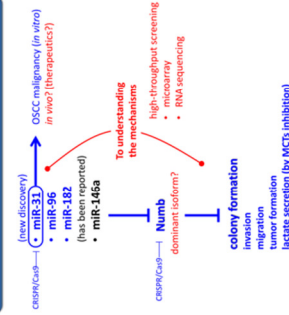 (new discovery)
CRISPR/Cas9
• miR-31
OSCC malignancy (in vitro)
in vivo? (therapeutics?)
• miR-96
• miR-182
(has been reported)
• miR-146a
To understanding
the mechanisms
high-throughput screening
• microarray
• RNA sequencing
CRISPR/Cas9
Numb
dominant isoform?
colony formation
invasion
migration
tumor formation
lactate secretion (by MCTs inhibition)